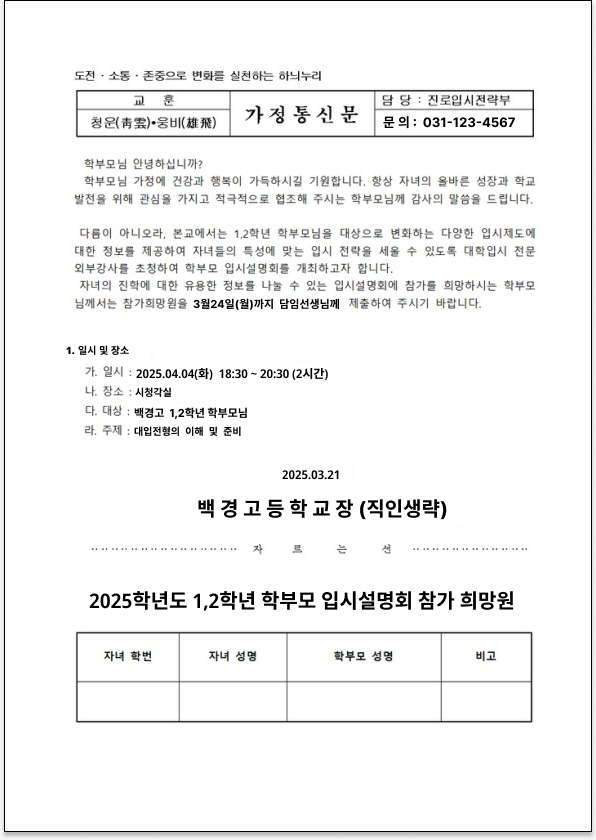 도전 · 소통 · 존중으로 변화를 실천하는 하늬누리
교 훈
청운(靑雲)•웅비(雄飛)
가정통신문
담 당 : 진로입시전략부
문 의 : 031-123-4567
학부모님 안녕하십니까?
학부모님 가정에 건강과 행복이 가득하시길 기원합니다. 항상 자녀의 올바른 성장과 학교
발전을 위해 관심을 가지고 적극적으로 협조해 주시는 학부모님께 감사의 말씀을 드립니다.
다름이 아니오라, 본교에서는 1,2학년 학부모님을 대상으로 변화하는 다양한 입시제도에
대한 정보를 제공하여 자녀들의 특성에 맞는 입시 전략을 세울 수 있도록 대학입시 전문
외부강사를 초청하여 학부모 입시설명회를 개최하고자 합니다.
자녀의 진학에 대한 유용한 정보를 나눌 수 있는 입시설명회에 참가를 희망하시는 학부모
님께서는 참가희망원을 3월24일(월)까지 담임선생님께 제출하여 주시기 바랍니다.
1. 일시 및 장소
가. 일시 : 2025.04.04(화) 18:30 ~ 20:30 (2시간)
나. 장소 : 시청각실
다. 대상 : 백경고 1,2학년 학부모님
라. 주제 : 대입전형의 이해 및 준비
2025.03.21
백 경 고 등 학 교 장 (직인생략)
자 르 는 선
2025학년도 1,2학년 학부모 입시설명회 참가 희망원
자녀 학번 자녀 성명 학부모 성명 비고